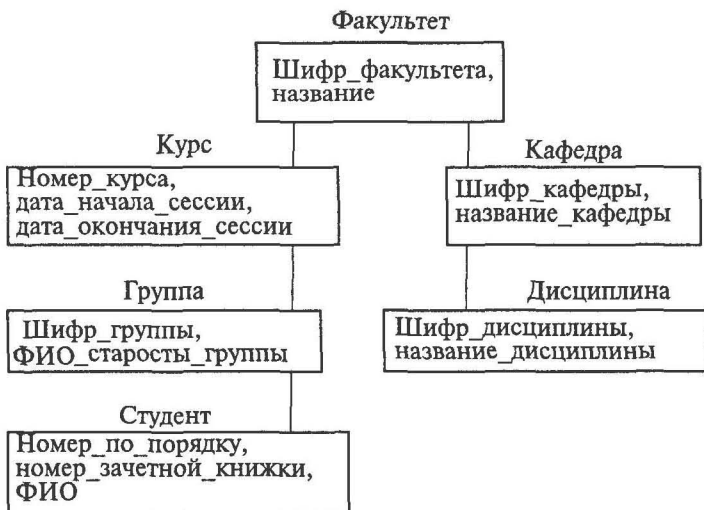 Факультет
Шифр_факультета,
название
Курс
Номер_курса,
дата_начала_сессии,
дата_окончания_сессии
Кафедра
Шифр_кафедры,
название_кафедры
Группа
Шифр_группы,
ФИО_старосты_группы
Дисциплина
Шифр_дисциплины,
название_дисциплины
Студент
Номер_по_порядку,
номер_зачетной_книжки,
ФИО